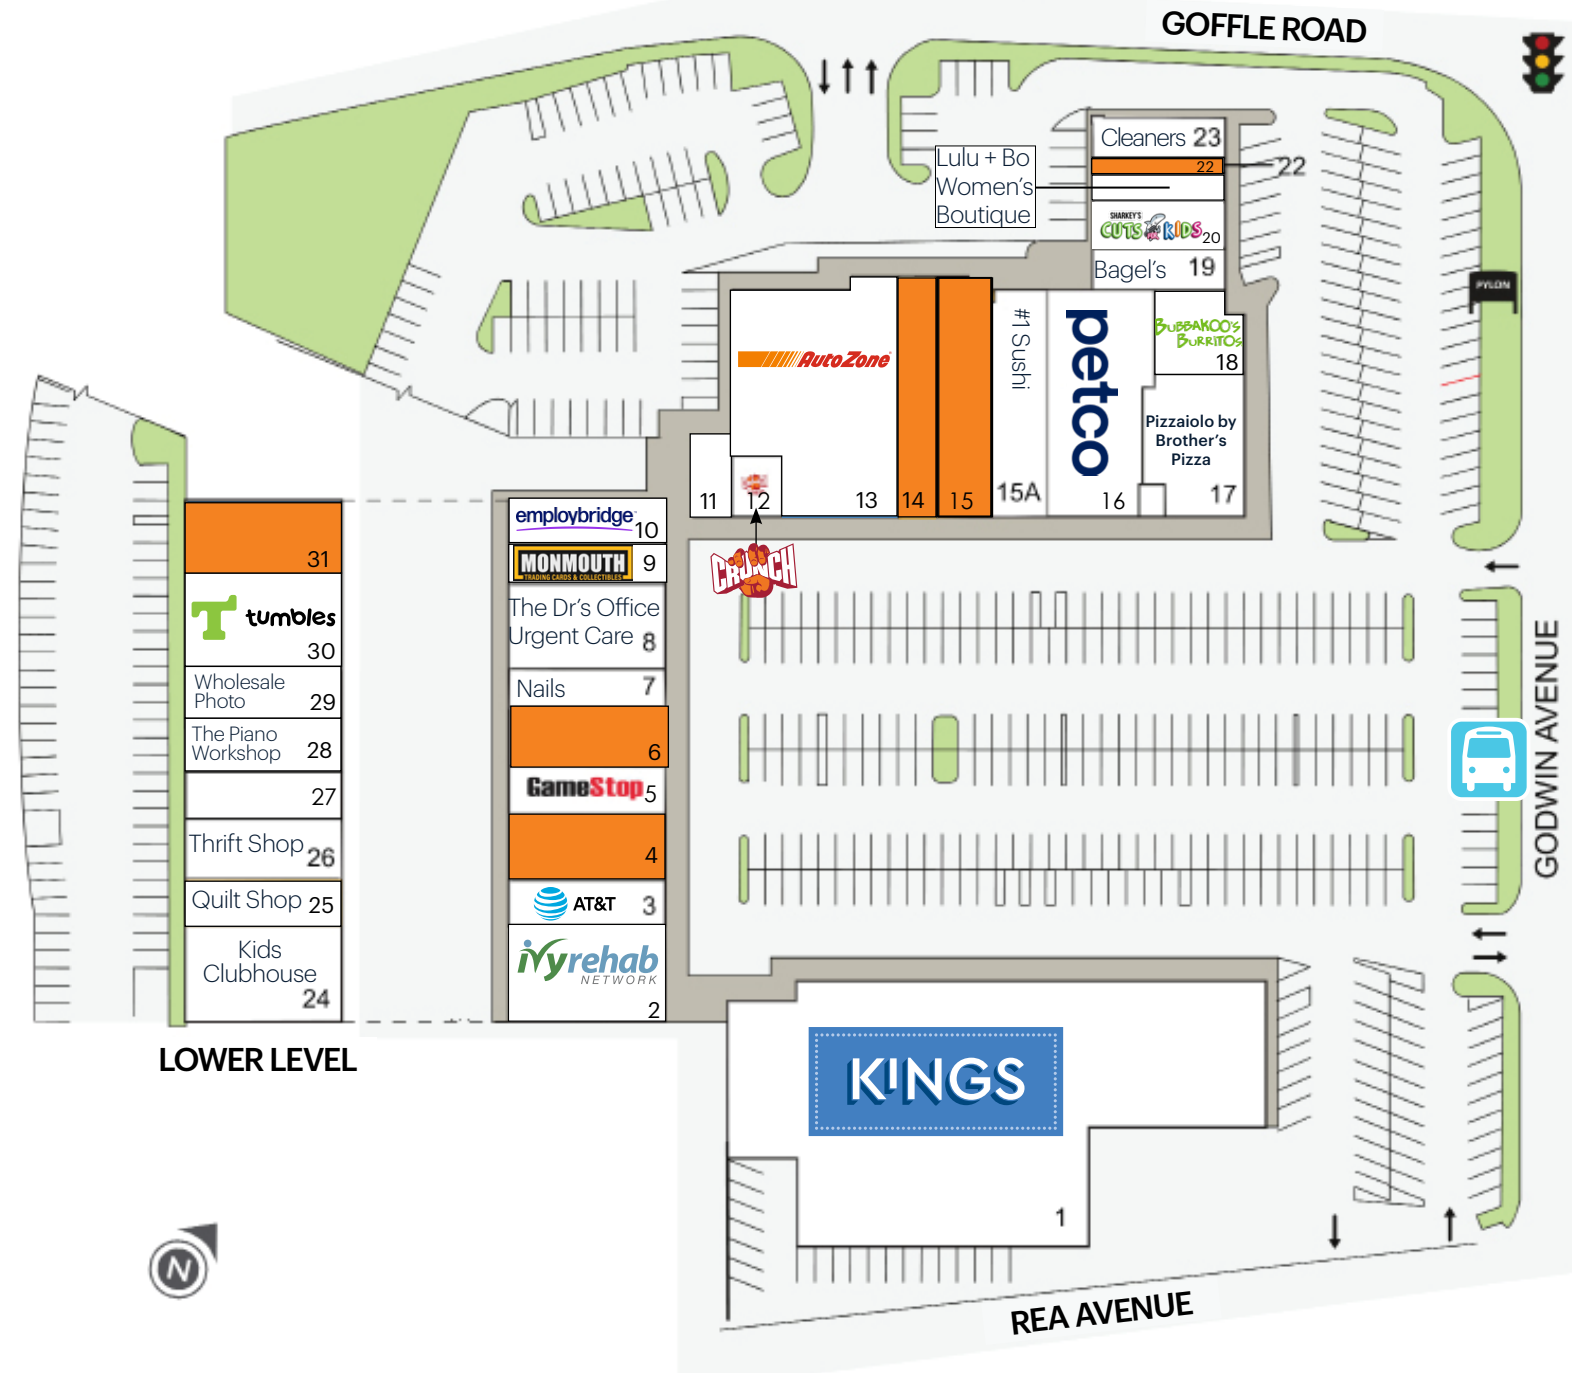 GOFFLE ROAD
Cleaners 23
22
22
Lulu + Bo
Women's
Boutique
SHARKEY'S
CUTS KIDS 20
Bagel's 19
PYLON
AutoZone
13
14
15
#1 Sushi
15A
petco
16
BUBBAKOO'S
BURRITOS
18
Pizzaiolo by
Brother's
Pizza
17
11
12
CRUNCH
employbridge 10
MONMOUTH
TRADING CARDS & COLLECTIBLES
9
The Dr's Office
Urgent Care 8
Nails 7
6
GameStop 5
4
AT&T 3
ivyrehab
NETWORK
2
31
tumbles
30
Wholesale
Photo 29
The Piano
Workshop 28
27
Thrift Shop 26
Quilt Shop 25
Kids
Clubhouse
24
LOWER LEVEL
GODWIN AVENUE
KINGS
1
N
REA AVENUE